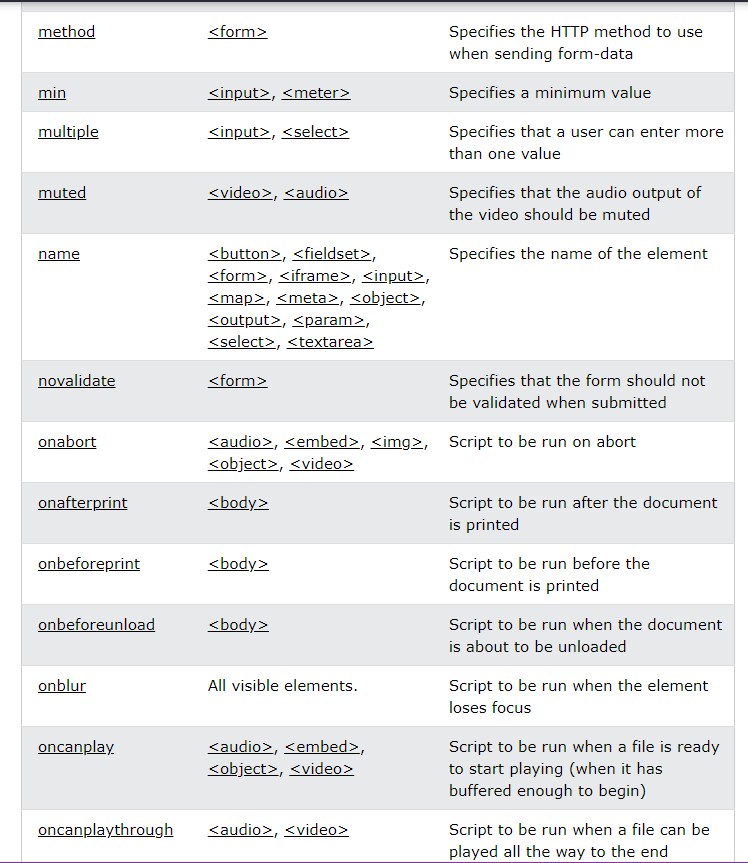 method <form> Specifies the HTTP method to use
when sending form-data
min <input>, <meter> Specifies a minimum value
multiple <input>, <select> Specifies that a user can enter more
than one value
muted <video>, <audio> Specifies that the audio output of
the video should be muted
name <button>, <fieldset>, Specifies the name of the element
<form>, <iframe>, <input>,
<map>, <meta>, <object>,
<output>, <param>,
<select>, <textarea>
novalidate <form> Specifies that the form should not
be validated when submitted
onabort <audio>, <embed>, <img>, Script to be run on abort
<object>, <video>
onafterprint <body> Script to be run after the document
is printed
onbeforeprint <body> Script to be run before the
document is printed
onbeforeunload <body> Script to be run when the document
is about to be unloaded
onblur All visible elements. Script to be run when the element
loses focus
oncanplay <audio>, <embed>, Script to be run when a file is ready
<object>, <video> to start playing (when it has
buffered enough to begin)
oncanplaythrough <audio>, <video> Script to be run when a file can be
played all the way to the end